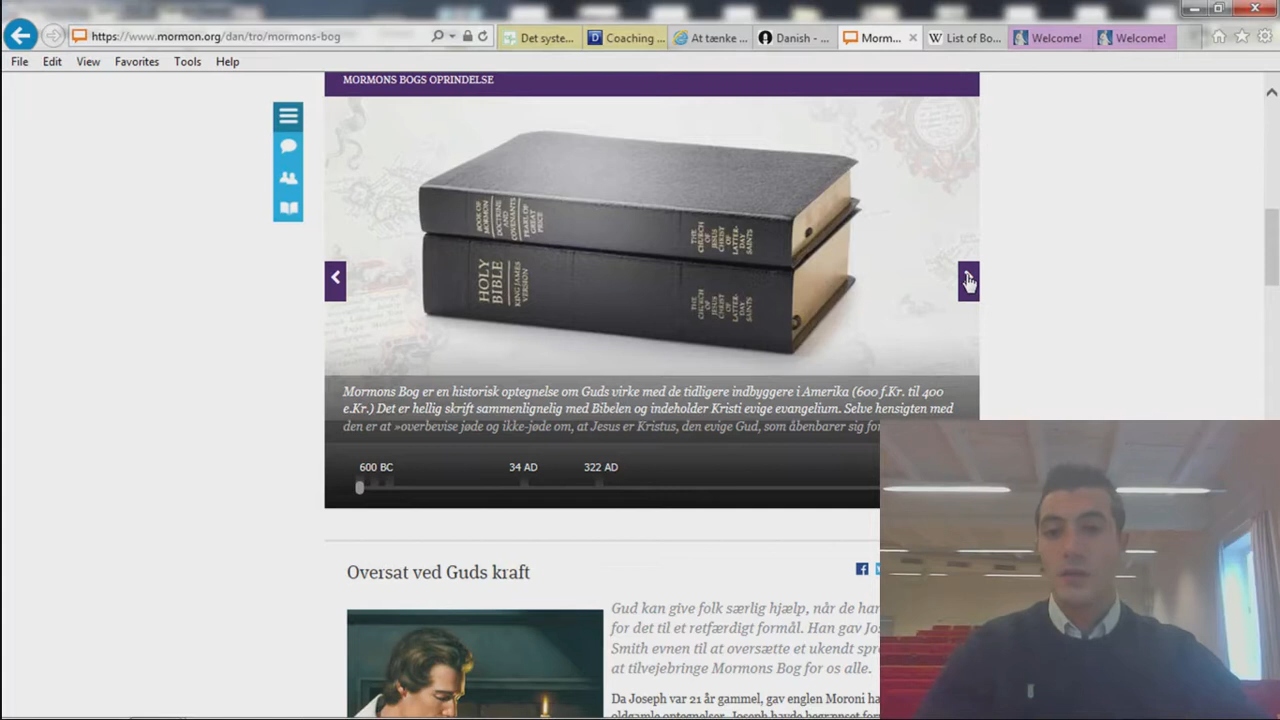 https://www.mormon.org/dan/tro/mormons-bog
Det syste...
Coaching ...
At tænke ...
Danish - ...
Morm...
List of Bo...
Welcome!
Welcome!
File Edit View Favorites Tools Help
MORMONS BOGS OPRINDELSE
BOOK OF MORMON
DOCTRINE AND COVENANTS
PEARL OF GREAT PRICE
THE CHURCH OF JESUS CHRIST OF LATTER-DAY SAINTS
HOLY BIBLE
KING JAMES VERSION
THE CHURCH OF JESUS CHRIST OF LATTER-DAY SAINTS
Mormons Bog er en historisk optegnelse om Guds virke med de tidligere indbyggere i Amerika (600 f.Kr. til 400
e.Kr.) Det er hellig skrift sammenlignelig med Bibelen og indeholder Kristi evige evangelium. Selve hensigten med
den er at »overbevise jøde og ikke-jøde om, at Jesus er Kristus, den evige Gud, som åbenbarer sig for
600 BC 34 AD 322 AD
Oversat ved Guds kraft
Gud kan give folk særlig hjælp, når de har
for det til et retfærdigt formål. Han gav Jos
Smith evnen til at oversætte et ukendt spr
at tilvejebringe Mormons Bog for os alle.
Da Joseph var 21 år gammel, gav englen Moroni ha
oldgamle optegnelser. Joseph havde begrænset for